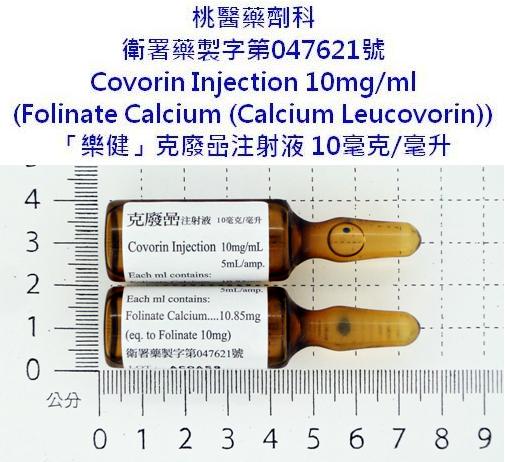 桃醫藥劑科
衛署藥製字第047621號
Covorin Injection 10mg/ml
(Folinate Calcium (Calcium Leucovorin))
「樂健」克廢喦注射液 10毫克/毫升
4
3
2
1
0
公分
克廢喦注射液 10毫克/毫升
Covorin Injection 10mg/mL
5mL/amp.
Each ml contains:
5mL/amp.
Each ml contains:
Folinate Calcium....10.85mg
(eq. to Folinate 10mg)
衛署藥製字第047621號
0 1 2 3 4 5 6 7 8 9